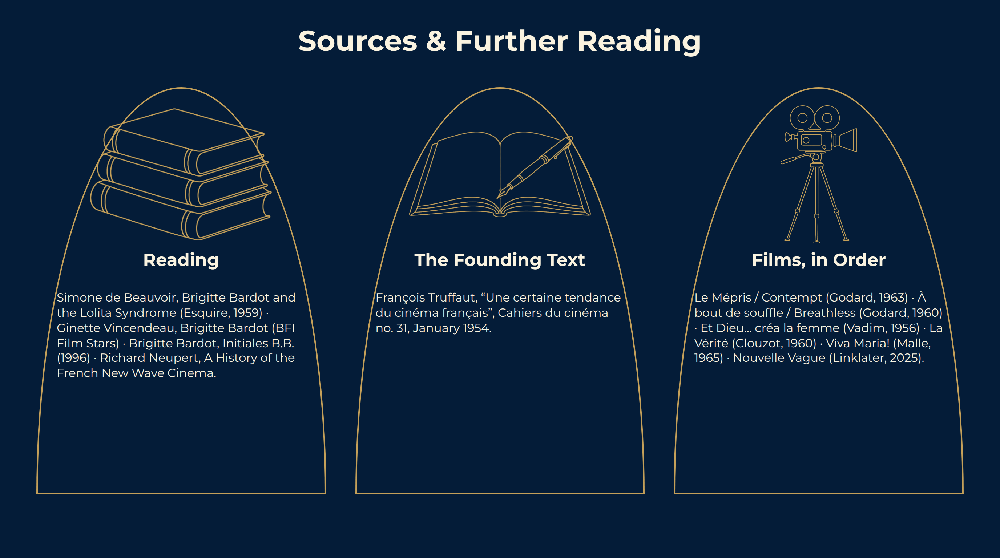 Sources & Further Reading
Reading
Simone de Beauvoir, Brigitte Bardot and
the Lolita Syndrome (Esquire, 1959) ·
Ginette Vincendeau, Brigitte Bardot (BFI
Film Stars) · Brigitte Bardot, Initiales B.B.
(1996) · Richard Neupert, A History of the
French New Wave Cinema.
The Founding Text
François Truffaut, “Une certaine tendance
du cinéma français”, Cahiers du cinéma
no. 31, January 1954.
Films, in Order
Le Mépris / Contempt (Godard, 1963) · À
bout de souffle / Breathless (Godard, 1960)
· Et Dieu... créa la femme (Vadim, 1956) · La
Vérité (Clouzot, 1960) · Viva Maria! (Malle,
1965) · Nouvelle Vague (Linklater, 2025).